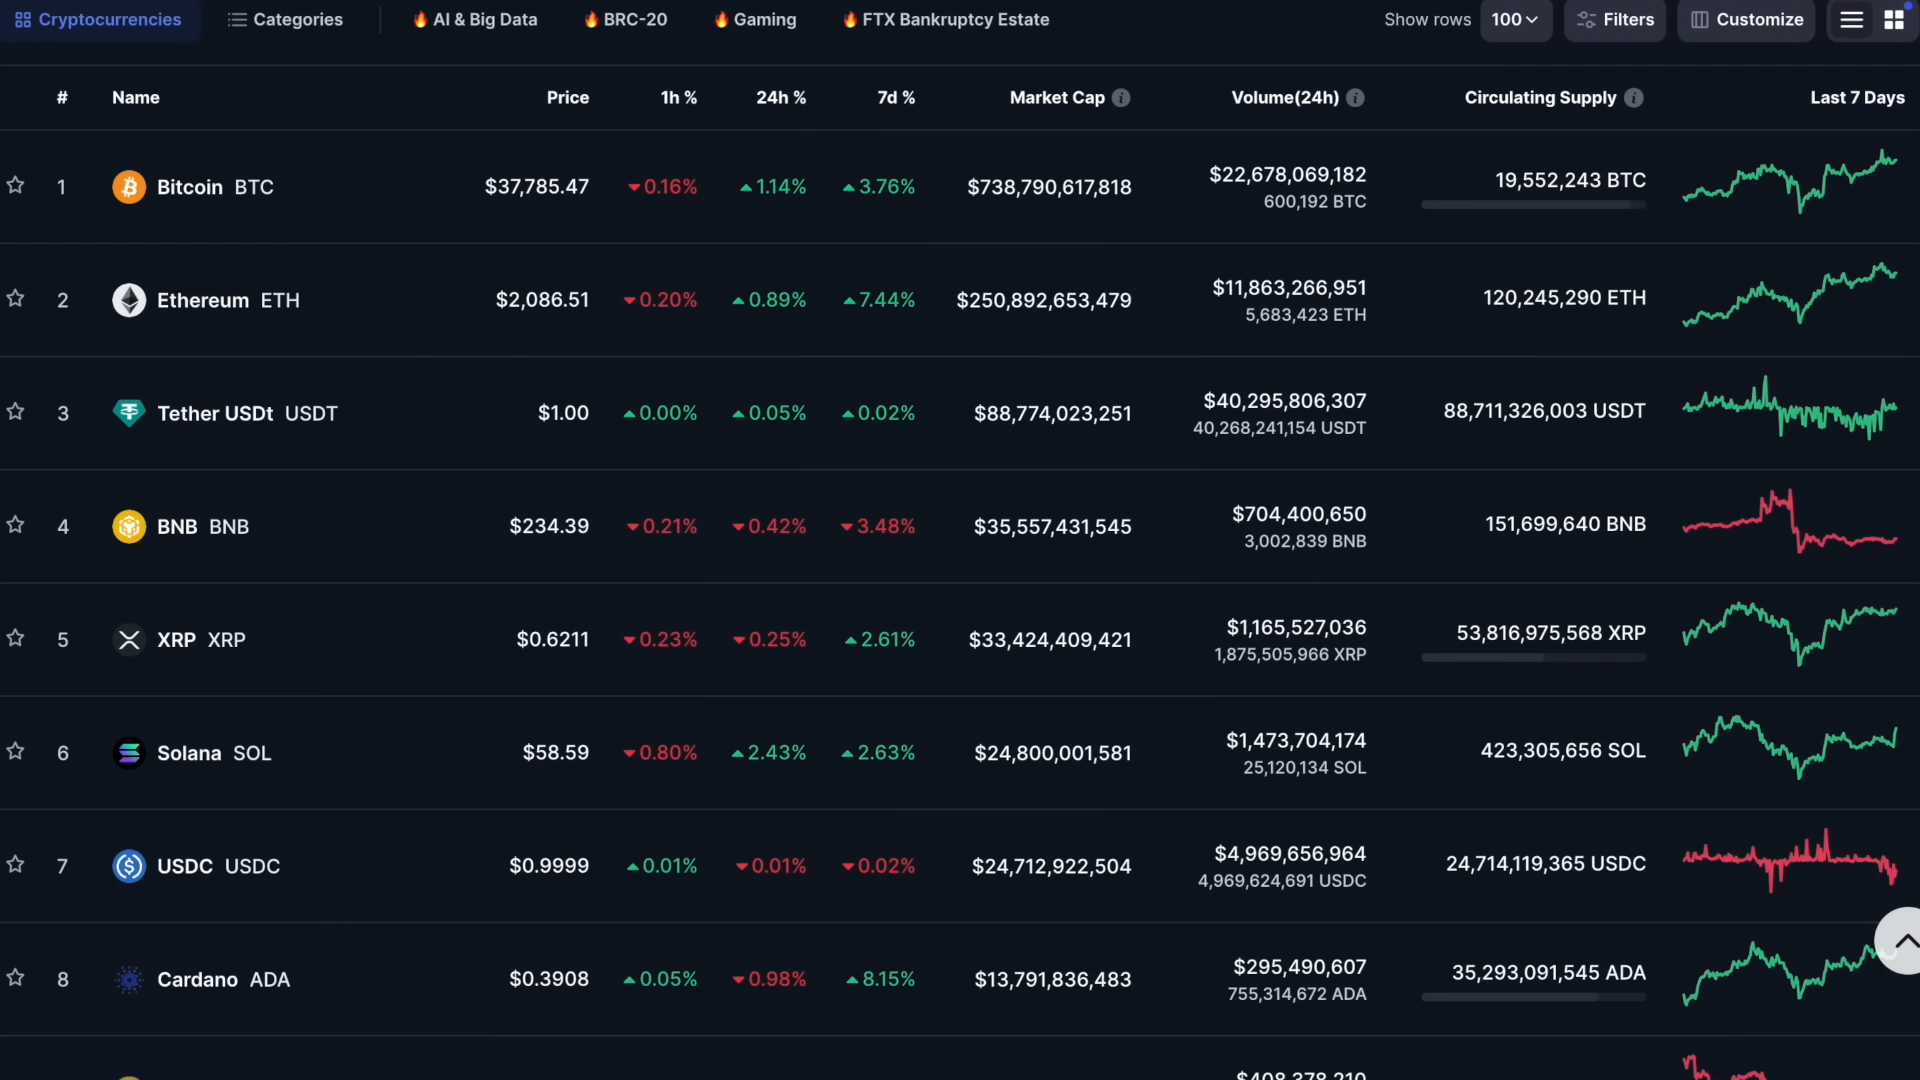 Cryptocurrencies Categories AI & Big Data BRC-20 Gaming FTX Bankruptcy Estate Show rows 100 Filters Customize
# Name Price 1h % 24h % 7d % Market Cap Volume(24h) Circulating Supply Last 7 Days
1 Bitcoin BTC $37,785.47 0.16% 1.14% 3.76% $738,790,617,818 $22,678,069,182 19,552,243 BTC
600,192 BTC
2 Ethereum ETH $2,086.51 0.20% 0.89% 7.44% $250,892,653,479 $11,863,266,951 120,245,290 ETH
5,683,423 ETH
3 Tether USDt USDT $1.00 0.00% 0.05% 0.02% $88,774,023,251 $40,295,806,307 88,711,326,003 USDT
40,268,241,154 USDT
4 BNB BNB $234.39 0.21% 0.42% 3.48% $35,557,431,545 $704,400,650 151,699,640 BNB
3,002,839 BNB
5 XRP XRP $0.6211 0.23% 0.25% 2.61% $33,424,409,421 $1,165,527,036 53,816,975,568 XRP
1,875,505,966 XRP
6 Solana SOL $58.59 0.80% 2.43% 2.63% $24,800,001,581 $1,473,704,174 423,305,656 SOL
25,120,134 SOL
7 USDC USDC $0.9999 0.01% 0.01% 0.02% $24,712,922,504 $4,969,656,964 24,714,119,365 USDC
4,969,624,691 USDC
8 Cardano ADA $0.3908 0.05% 0.98% 8.15% $13,791,836,483 $295,490,607 35,293,091,545 ADA
755,314,672 ADA